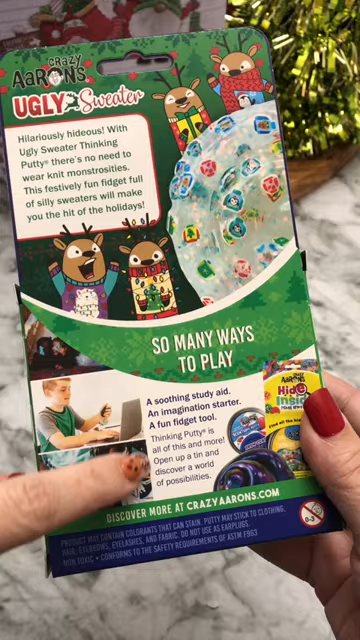 CRAZY
AARON'S
UGLY Sweater
Hilariously hideous! With
Ugly Sweater Thinking
Putty® there's no need to
wear knit monstrosities.
This festively fun fidget full
of silly sweaters will make
you the hit of the holidays!
SO MANY WAYS
TO PLAY
A soothing study aid.
An imagination starter.
A fun fidget tool.
Thinking Putty® is
all of this and more!
Open up a tin and
discover a world
of possibilities.
CRAZY
AARON'S
Hide
Inside!
DISCOVER MORE AT CRAZYAARONS.COM
PRODUCT MAY CONTAIN COLORANTS THAT CAN STAIN. PUTTY MAY STICK TO CLOTHING,
HAIR, EYEBROWS, EYELASHES, AND FABRIC. DO NOT USE AS EARPLUGS.
NON-TOXIC • CONFORMS TO THE SAFETY REQUIREMENTS OF ASTM F963
0-3